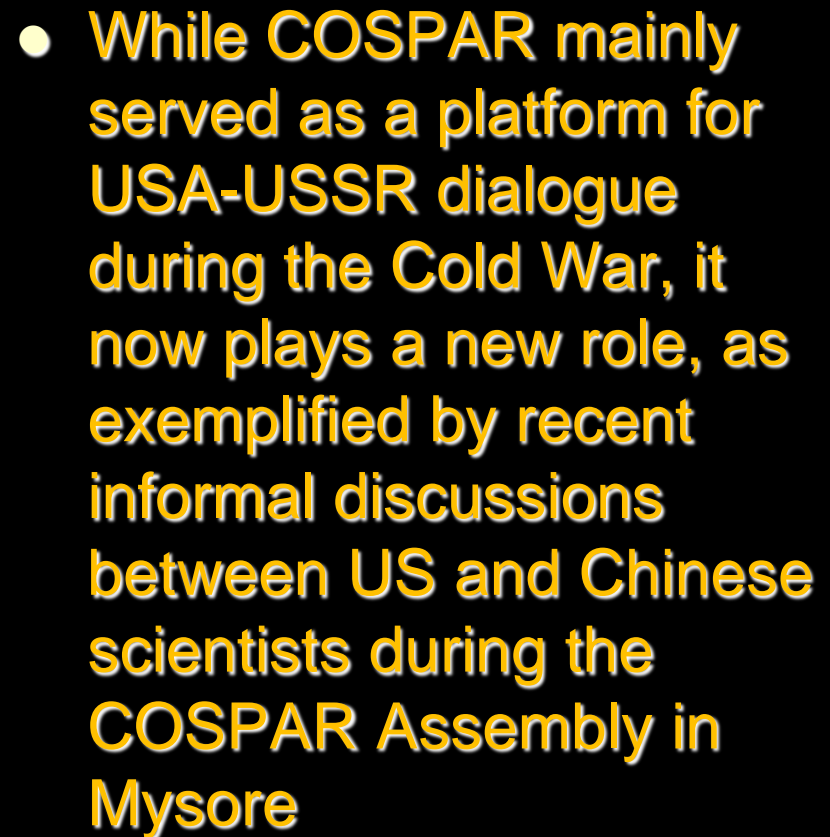 While COSPAR mainly
served as a platform for
USA-USSR dialogue
during the Cold War, it
now plays a new role, as
exemplified by recent
informal discussions
between US and Chinese
scientists during the
COSPAR Assembly in
Mysore